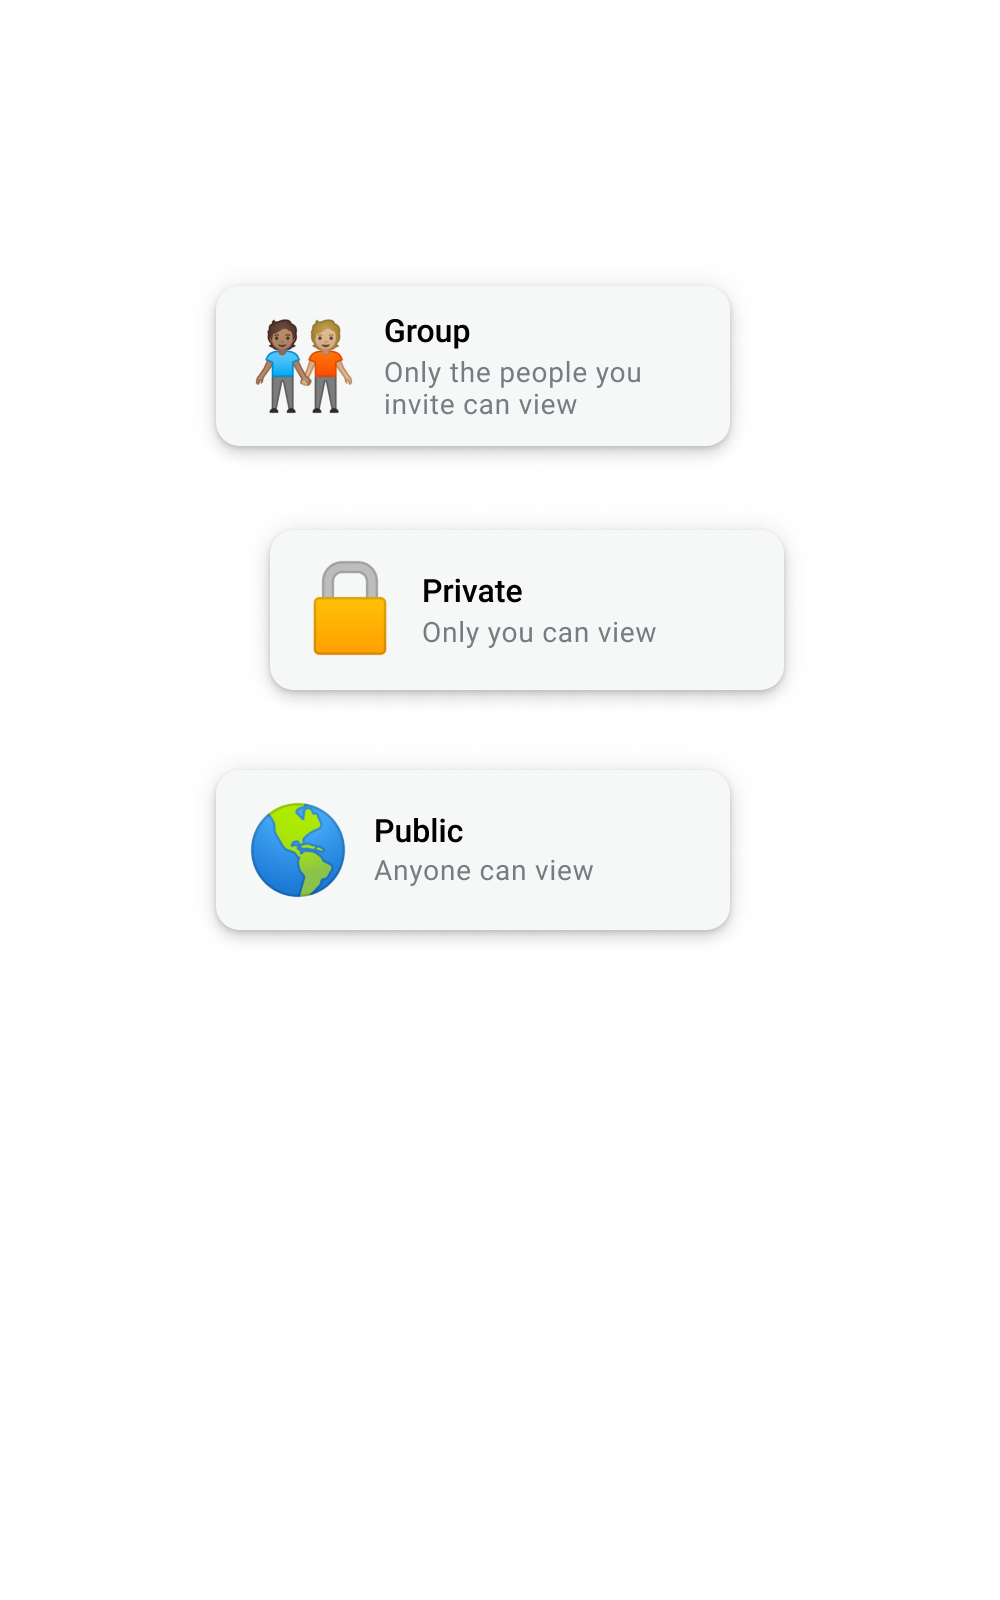 Group
Only the people you
invite can view
Private
Only you can view
Public
Anyone can view